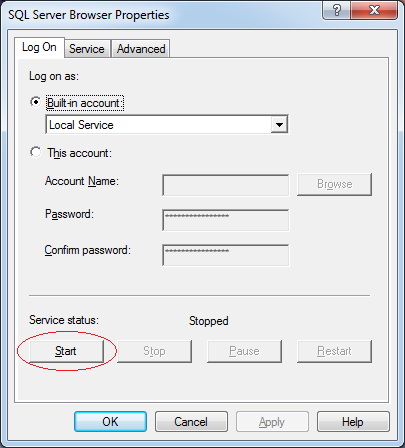 SQL Server Browser Properties
Log On Service Advanced
Log on as:
Built-in account:
Local Service
This account:
Account Name: Browse
Password: ****************
Confirm password: ****************
Service status: Stopped
Start Stop Pause Restart
OK Cancel Apply Help